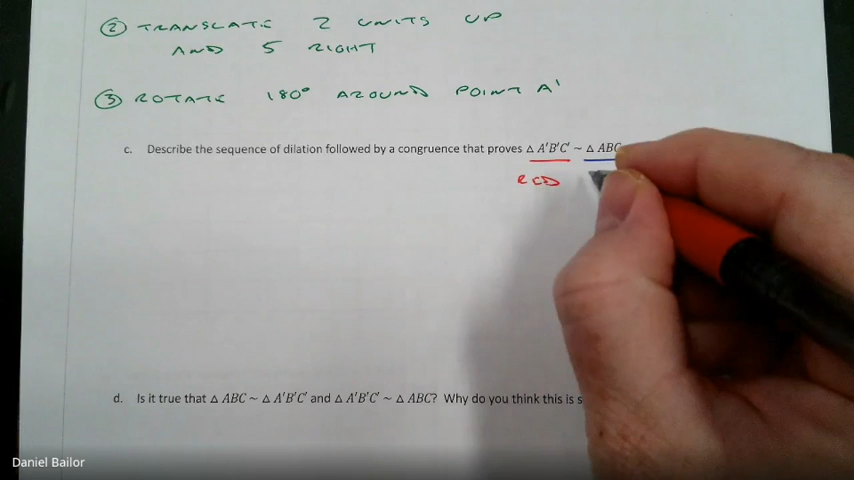 ② TRANSLATE 2 UNITS UP
AND 5 RIGHT
③ ROTATE 180° AROUND POINT A'
c. Describe the sequence of dilation followed by a congruence that proves △ A′B′C′ ~ △ ABC
RED
d. Is it true that △ ABC ~ △ A′B′C′ and △ A′B′C′ ~ △ ABC? Why do you think this is s
Daniel Bailor